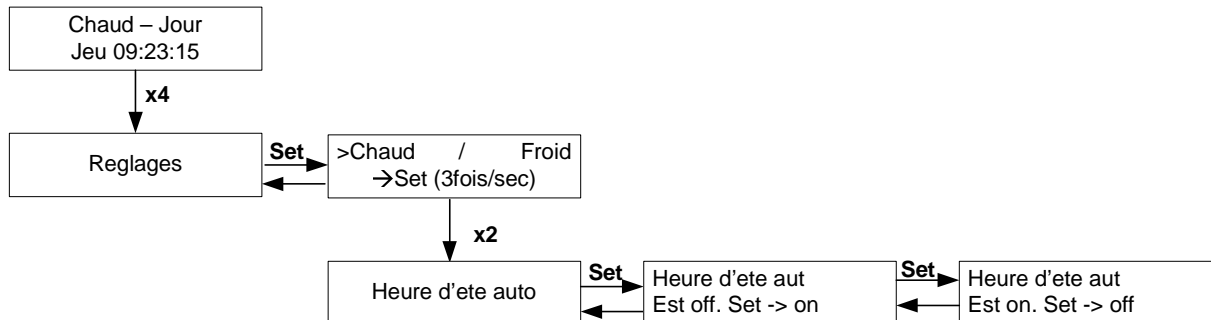 Chaud – Jour
Jeu 09:23:15
x4
Reglages
Set
>Chaud / Froid
→Set (3fois/sec)
x2
Heure d'ete auto
Set
Heure d'ete aut
Est off. Set -> on
Set
Heure d'ete aut
Est on. Set -> off